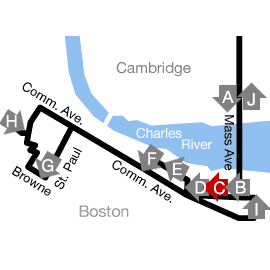 Cambridge
A
J
Comm. Ave.
Charles
River
Mass Ave
H
G
St. Paul
Browne
F
E
Comm. Ave.
D
C
B
I
Boston